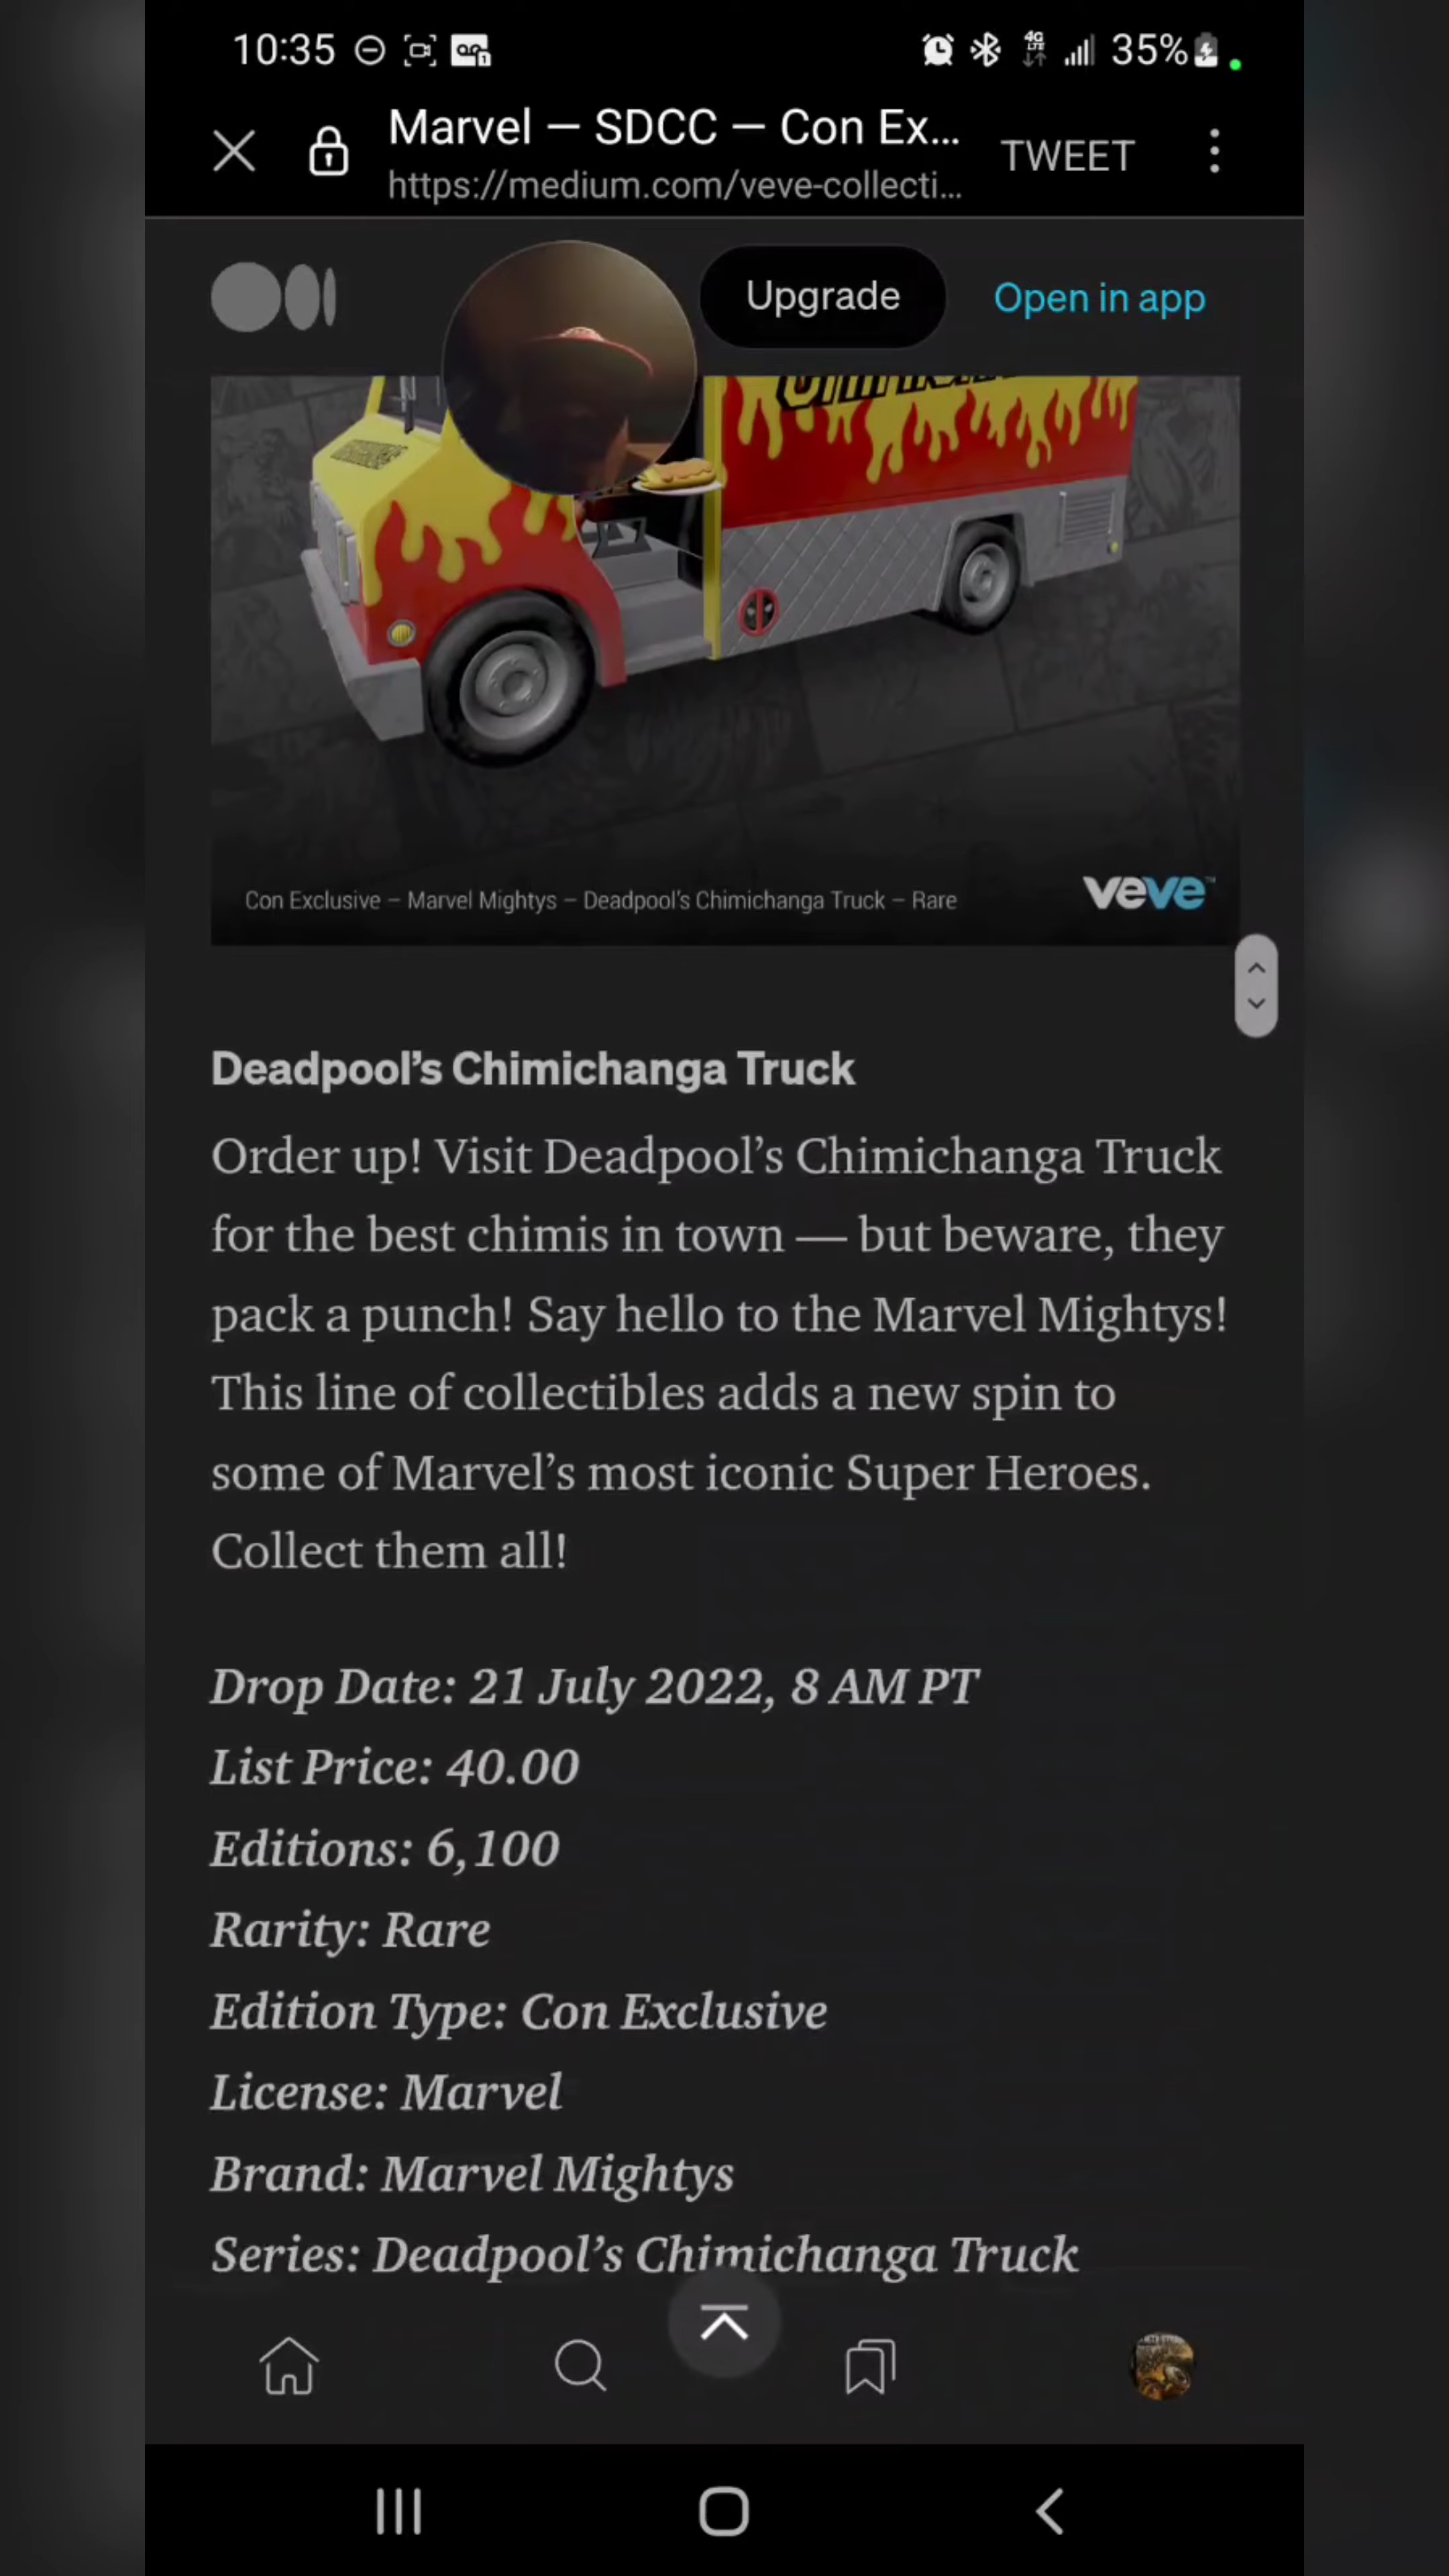 10:35
4G LTE
35%
Marvel — SDCC — Con Ex...
https://medium.com/veve-collecti...
TWEET
Upgrade
Open in app
Con Exclusive – Marvel Mightys – Deadpool's Chimichanga Truck – Rare
veve™
Deadpool’s Chimichanga Truck
Order up! Visit Deadpool’s Chimichanga Truck
for the best chimis in town — but beware, they
pack a punch! Say hello to the Marvel Mightys!
This line of collectibles adds a new spin to
some of Marvel’s most iconic Super Heroes.
Collect them all!
Drop Date: 21 July 2022, 8 AM PT
List Price: 40.00
Editions: 6,100
Rarity: Rare
Edition Type: Con Exclusive
License: Marvel
Brand: Marvel Mightys
Series: Deadpool’s Chimichanga Truck